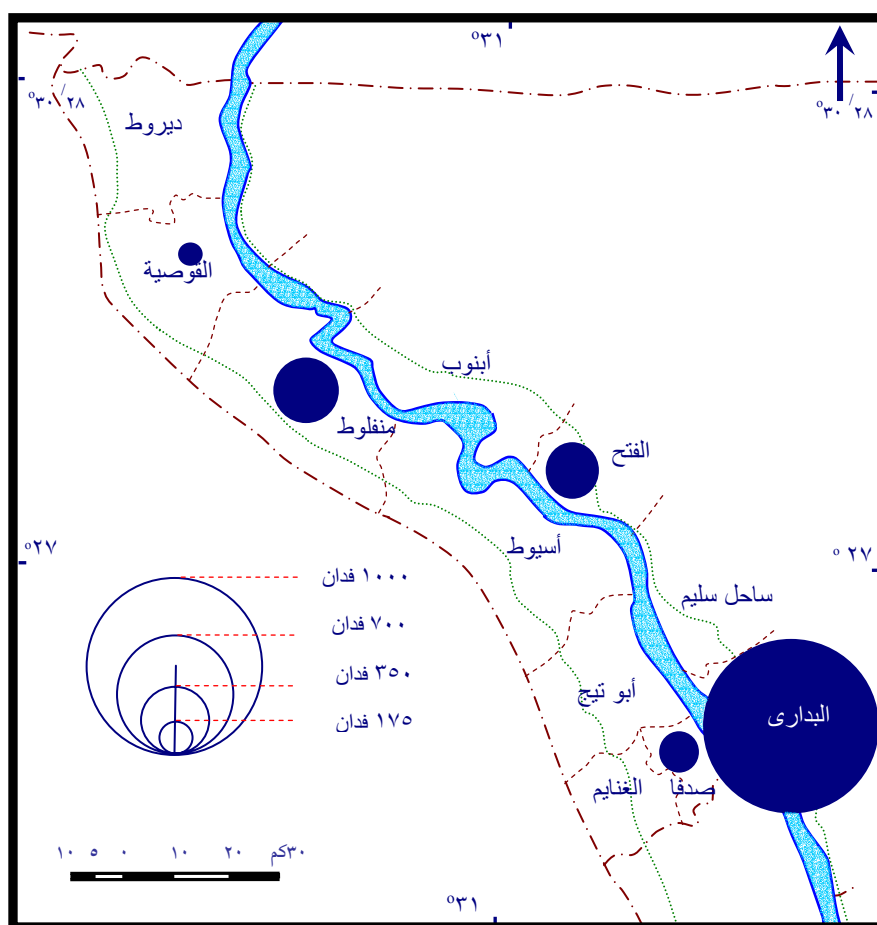 °٣١
°٣٠ /٢٨
°٣٠ /٢٨
ديروط
القوصية
أبنوب
منفلوط
الفتح
أسيوط
°٢٧
°٢٧
ساحل سليم
١٠٠٠ فدان
٧٠٠ فدان
٣٥٠ فدان
١٧٥ فدان
أبو تيج
البدارى
صدفا
الغنايم
١٠ ٥ ٠ ١٠ ٢٠ ٣٠كم
°٣١